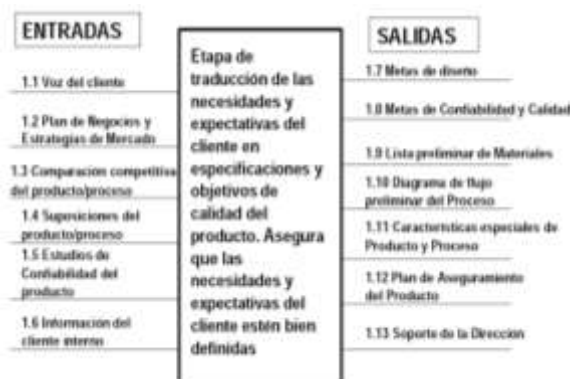 ENTRADAS
1.1 Voz del cliente
1.2 Plan de Negocios y
Estrategias de Mercado
1.3 Comparación competitiva
del producto/proceso
1.4 Suposiciones del
producto/proceso
1.5 Estudios de
Confiabilidad del
producto
1.6 Información del
cliente interno
Etapa de
traducción de las
necesidades y
expectativas del
cliente en
especificaciones y
objetivos de
calidad del
producto. Asegura
que las
necesidades y
expectativas del
cliente estén bien
definidas
SALIDAS
1.7 Metas de diseño
1.8 Metas de Confiabilidad y Calidad
1.9 Lista preliminar de Materiales
1.10 Diagrama de flujo
preliminar del Proceso
1.11 Características especiales de
Producto y Proceso
1.12 Plan de Aseguramiento
del Producto
1.13 Soporte de la Dirección